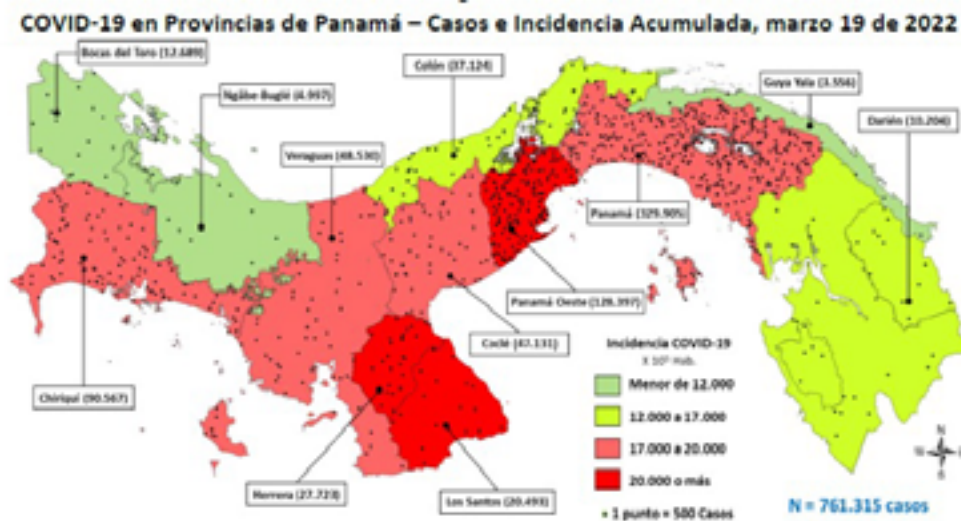 COVID-19 en Provincias de Panamá – Casos e Incidencia Acumulada, marzo 19 de 2022
Bocas del Toro (12.689)
Colón (37.124)
Guya Yala (3.556)
Ngäbe-Buglé (4.997)
Darién (10.206)
Veraguas (48.530)
Panamá (329.905)
Panamá Oeste (128.397)
Coclé (47.131)
Chiriquí (90.567)
Herrera (27.723)
Los Santos (20.493)
Incidencia COVID-19
X 10⁵ Hab.
Menor de 12.000
12.000 a 17.000
17.000 a 20.000
20.000 o más
1 punto = 500 Casos
N
W
E
S
N = 761.315 casos